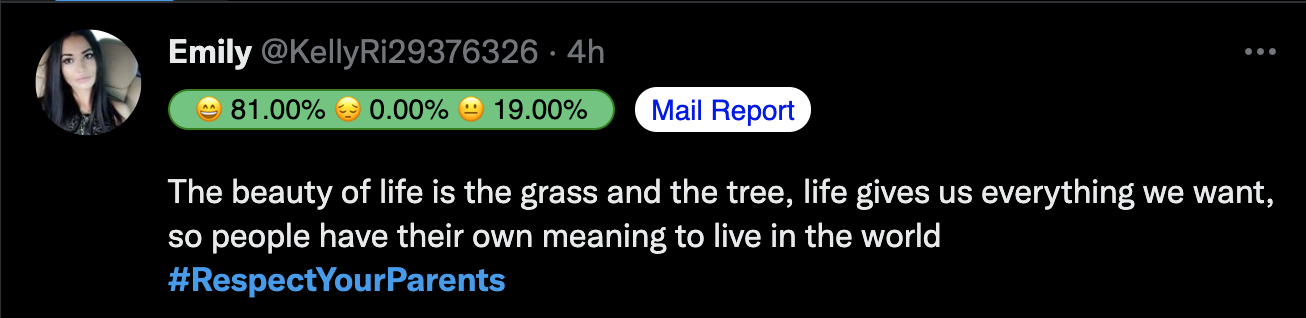 Emily @KellyRi29376326 · 4h
😄 81.00% 😔 0.00% 😐 19.00% Mail Report
The beauty of life is the grass and the tree, life gives us everything we want,
so people have their own meaning to live in the world
#RespectYourParents